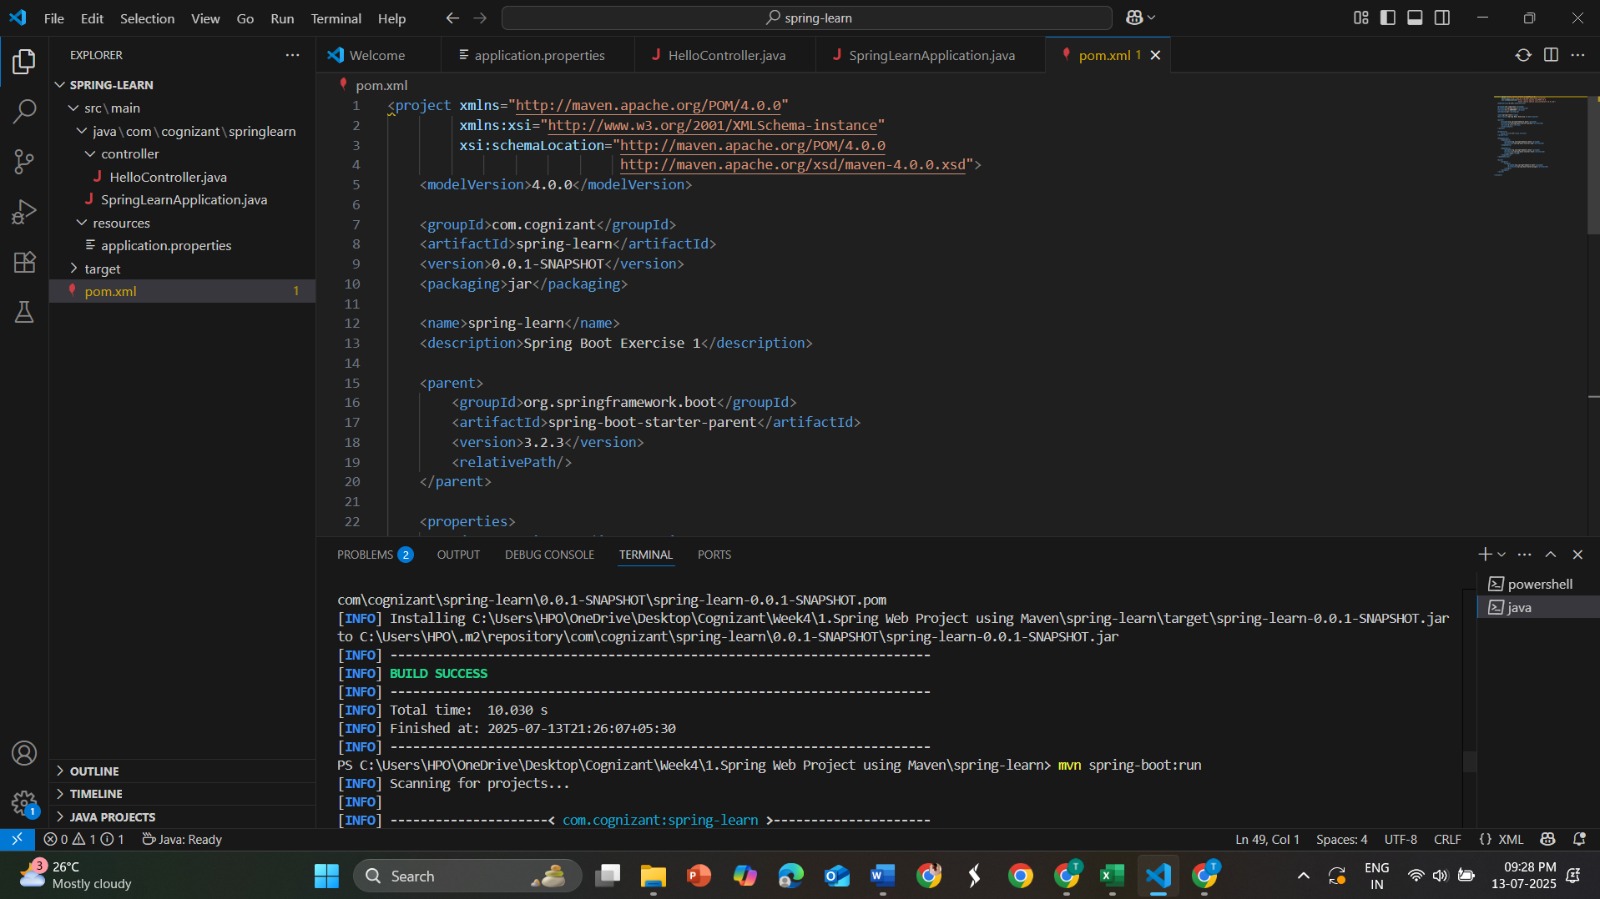 File Edit Selection View Go Run Terminal Help
spring-learn
EXPLORER
SPRING-LEARN
src\main
java\com\cognizant\springlearn
controller
HelloController.java
SpringLearnApplication.java
resources
application.properties
target
pom.xml 1
OUTLINE
TIMELINE
JAVA PROJECTS
1
Welcome application.properties HelloController.java SpringLearnApplication.java pom.xml 1
pom.xml
1 <project xmlns="http://maven.apache.org/POM/4.0.0"
2 xmlns:xsi="http://www.w3.org/2001/XMLSchema-instance"
3 xsi:schemaLocation="http://maven.apache.org/POM/4.0.0
4 http://maven.apache.org/xsd/maven-4.0.0.xsd">
5 <modelVersion>4.0.0</modelVersion>
6
7 <groupId>com.cognizant</groupId>
8 <artifactId>spring-learn</artifactId>
9 <version>0.0.1-SNAPSHOT</version>
10 <packaging>jar</packaging>
11
12 <name>spring-learn</name>
13 <description>Spring Boot Exercise 1</description>
14
15 <parent>
16 <groupId>org.springframework.boot</groupId>
17 <artifactId>spring-boot-starter-parent</artifactId>
18 <version>3.2.3</version>
19 <relativePath/>
20 </parent>
21
22 <properties>
PROBLEMS 2 OUTPUT DEBUG CONSOLE TERMINAL PORTS
powershell
java
com\cognizant\spring-learn\0.0.1-SNAPSHOT\spring-learn-0.0.1-SNAPSHOT.pom
[INFO] Installing C:\Users\HPO\OneDrive\Desktop\Cognizant\Week4\1.Spring Web Project using Maven\spring-learn\target\spring-learn-0.0.1-SNAPSHOT.jar
to C:\Users\HPO\.m2\repository\com\cognizant\spring-learn\0.0.1-SNAPSHOT\spring-learn-0.0.1-SNAPSHOT.jar
[INFO] ------------------------------------------------------------------------
[INFO] BUILD SUCCESS
[INFO] ------------------------------------------------------------------------
[INFO] Total time:  10.030 s
[INFO] Finished at: 2025-07-13T21:26:07+05:30
[INFO] ------------------------------------------------------------------------
PS C:\Users\HPO\OneDrive\Desktop\Cognizant\Week4\1.Spring Web Project using Maven\spring-learn> mvn spring-boot:run
[INFO] Scanning for projects...
[INFO]
[INFO] ---------------------< com.cognizant:spring-learn >---------------------
0 1 1 Java: Ready Ln 49, Col 1 Spaces: 4 UTF-8 CRLF {} XML
3 26°C
Mostly cloudy
Search
ENG
IN
09:28 PM
13-07-2025